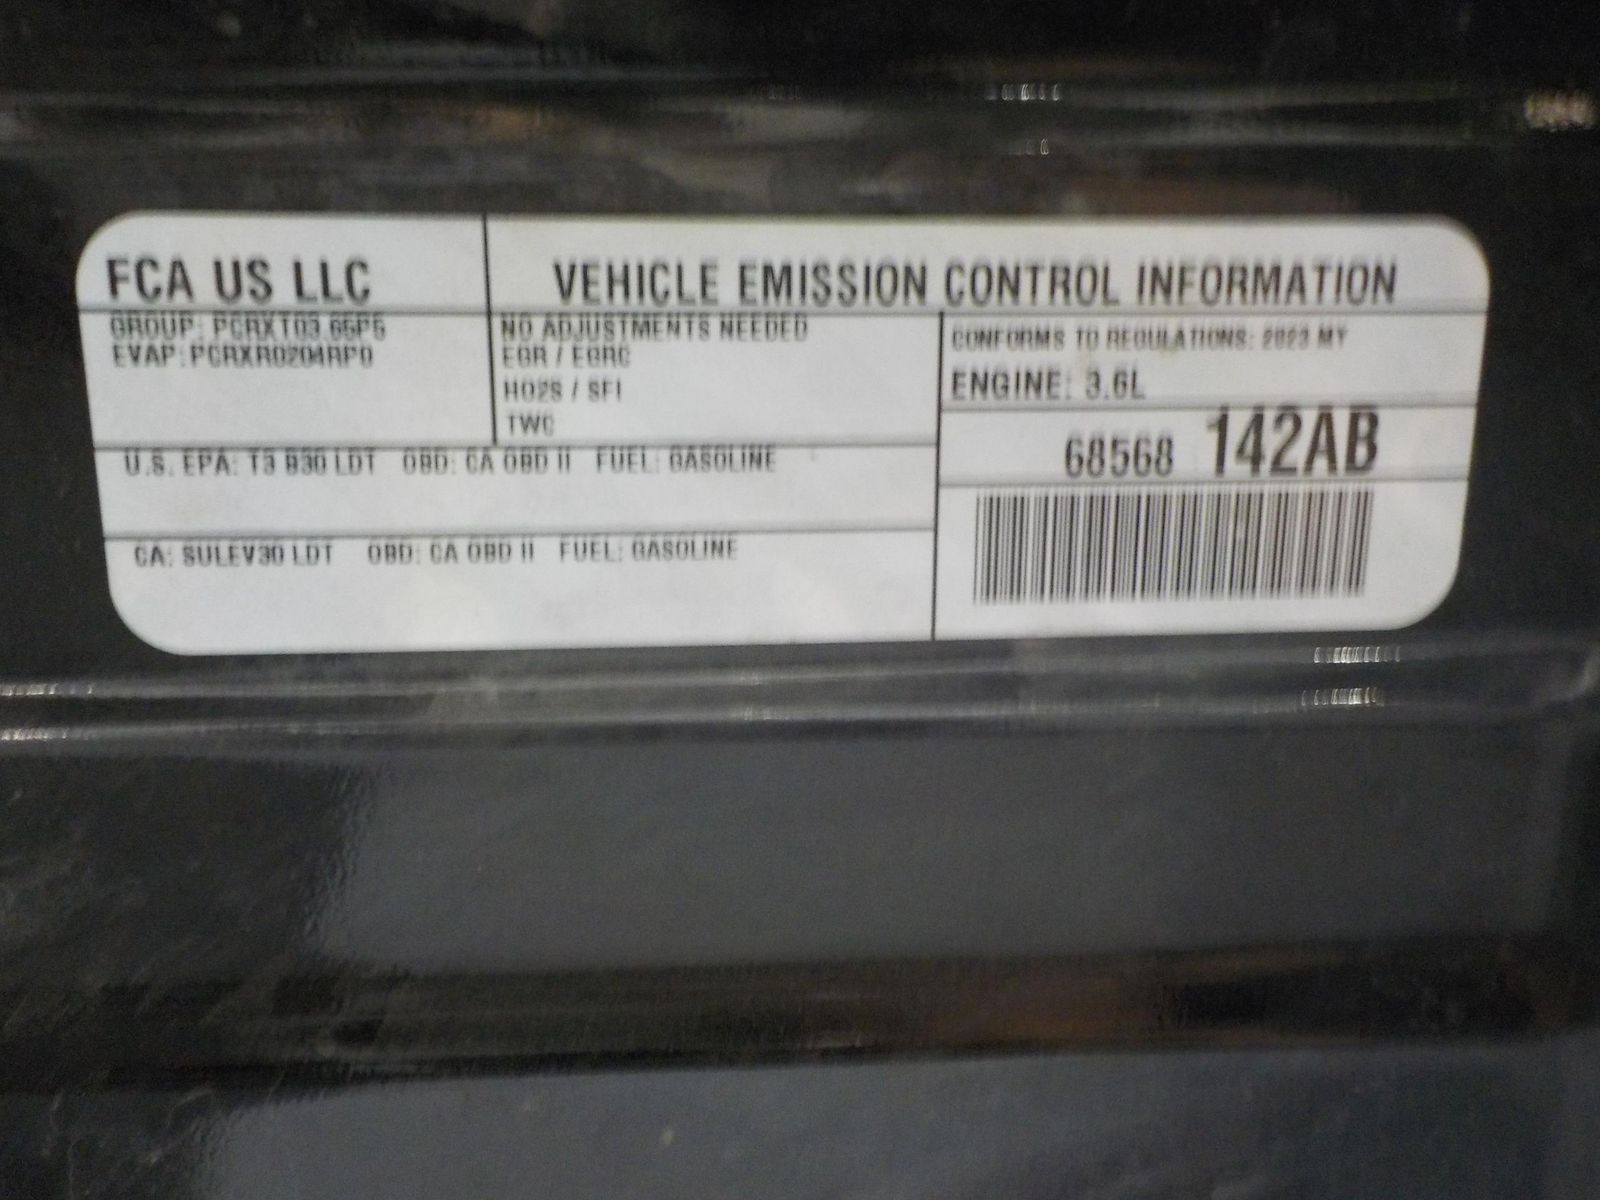 FCA US LLC
VEHICLE EMISSION CONTROL INFORMATION
GROUP: PCRXT03.65P5
EVAP: PCRXR0204RP0
NO ADJUSTMENTS NEEDED
EGR / EGRC
HO2S / SFI
TWC
CONFORMS TO REGULATIONS: 2023 MY
ENGINE: 3.6L
68568 142AB
U.S. EPA: T3 B30 LDT OBD: CA OBD II FUEL: GASOLINE
CA: SULEV30 LDT OBD: CA OBD II FUEL: GASOLINE